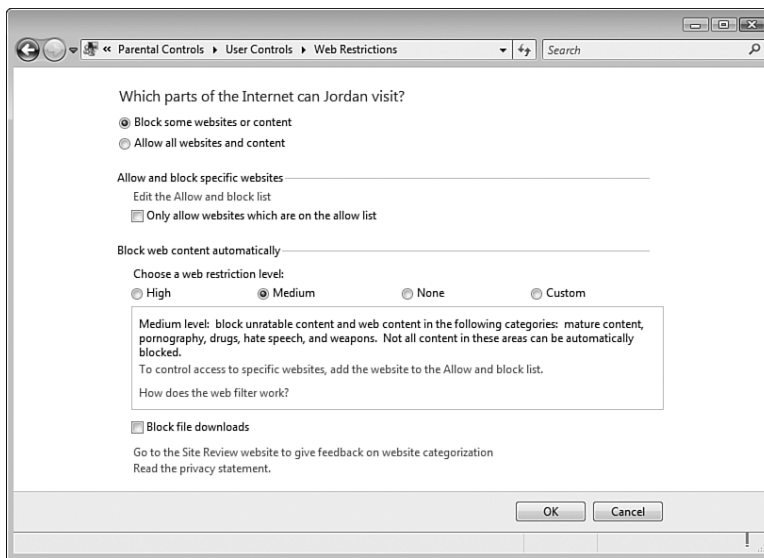 « Parental Controls ▸ User Controls ▸ Web Restrictions
Search
Which parts of the Internet can Jordan visit?
Block some websites or content
Allow all websites and content
Allow and block specific websites
Edit the Allow and block list
Only allow websites which are on the allow list
Block web content automatically
Choose a web restriction level:
High Medium None Custom
Medium level: block unratable content and web content in the following categories: mature content,
pornography, drugs, hate speech, and weapons. Not all content in these areas can be automatically
blocked.
To control access to specific websites, add the website to the Allow and block list.
How does the web filter work?
Block file downloads
Go to the Site Review website to give feedback on website categorization
Read the privacy statement.
OK Cancel